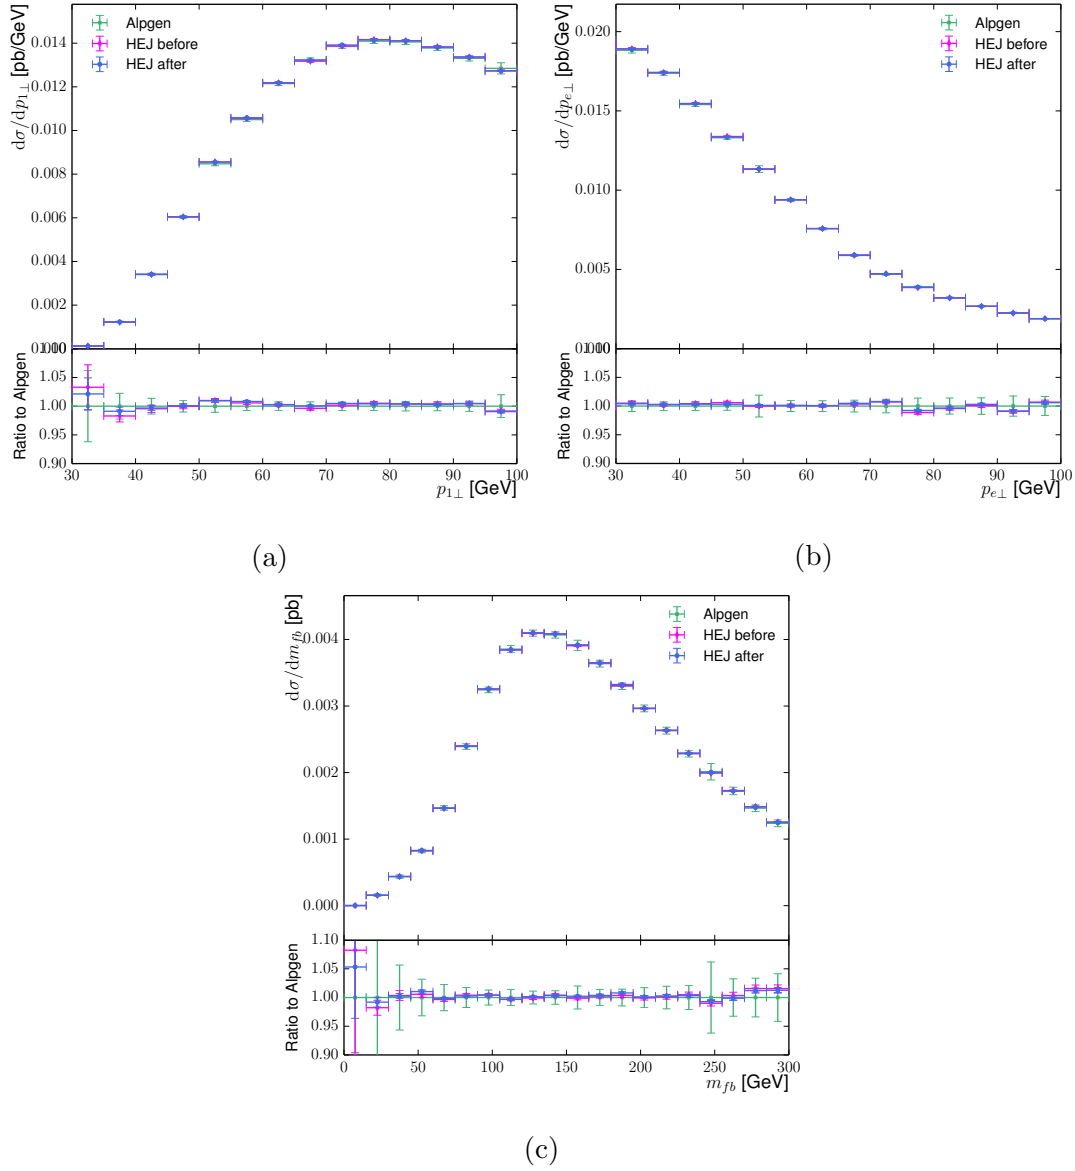 Alpgen
HEJ before
HEJ after
dσ/dp1⊥ [pb/GeV]
0.014
0.012
0.010
0.008
0.006
0.004
0.002
Ratio to Alpgen
1.05
1.00
0.95
0.90
30 40 50 60 70 80 90 100
p1⊥ [GeV]
(a)
Alpgen
HEJ before
HEJ after
dσ/dpe⊥ [pb/GeV]
0.020
0.015
0.010
0.005
Ratio to Alpgen
1.05
1.00
0.95
0.90
30 40 50 60 70 80 90 100
pe⊥ [GeV]
(b)
Alpgen
HEJ before
HEJ after
dσ/dmfb [pb]
0.004
0.003
0.002
0.001
0.000
Ratio to Alpgen
1.10
1.05
1.00
0.95
0.90
0 50 100 150 200 250 300
mfb [GeV]
(c)